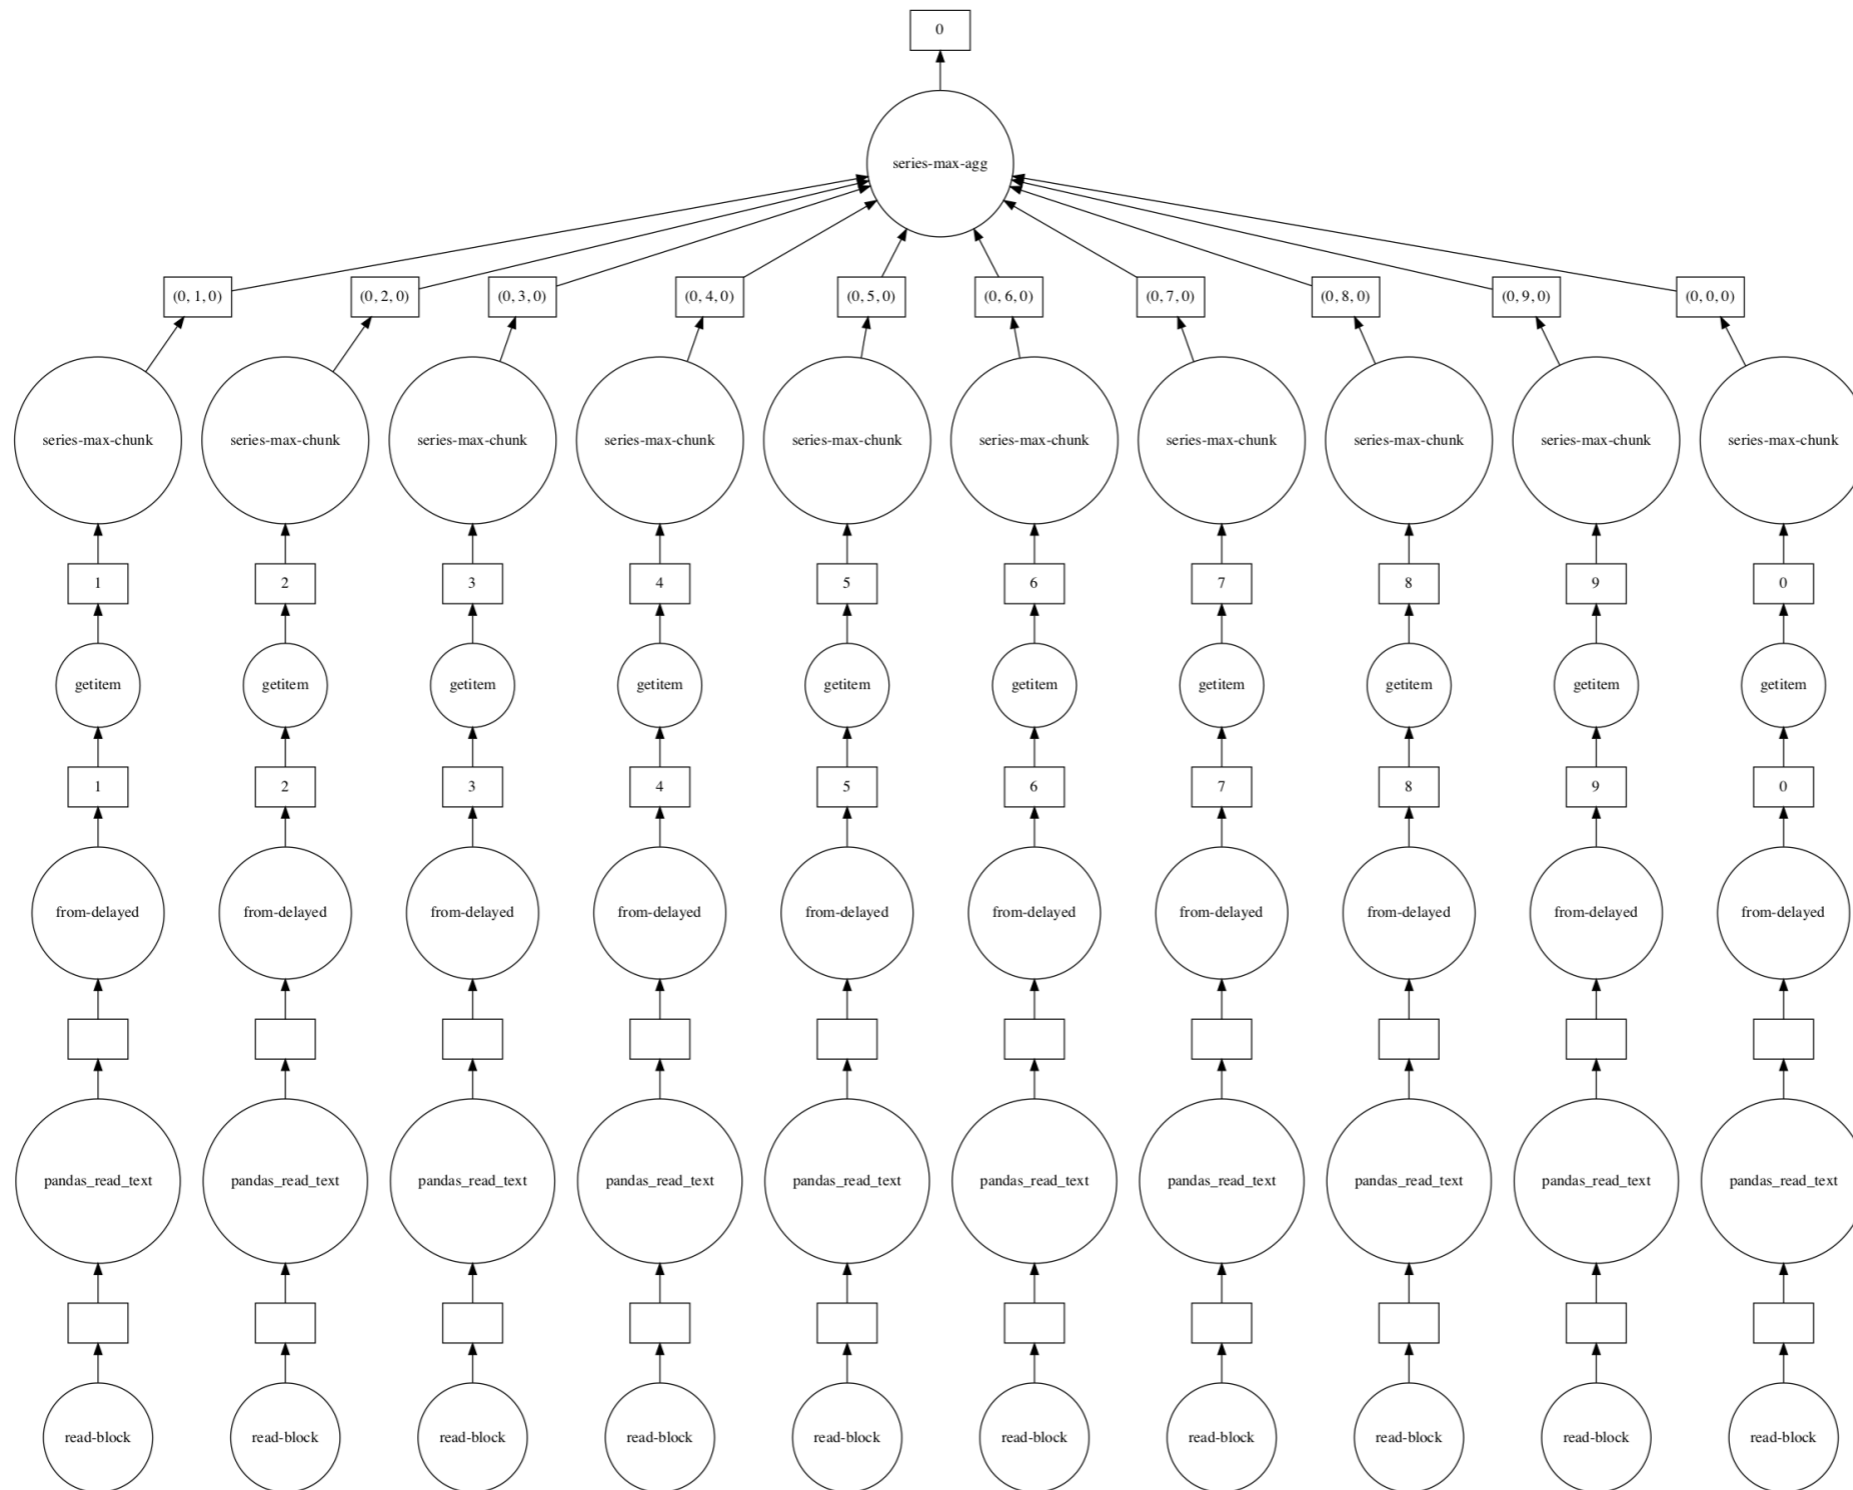 0
series-max-agg
(0, 1, 0) (0, 2, 0) (0, 3, 0) (0, 4, 0) (0, 5, 0) (0, 6, 0) (0, 7, 0) (0, 8, 0) (0, 9, 0) (0, 0, 0)
series-max-chunk series-max-chunk series-max-chunk series-max-chunk series-max-chunk series-max-chunk series-max-chunk series-max-chunk series-max-chunk series-max-chunk
1 2 3 4 5 6 7 8 9 0
getitem getitem getitem getitem getitem getitem getitem getitem getitem getitem
1 2 3 4 5 6 7 8 9 0
from-delayed from-delayed from-delayed from-delayed from-delayed from-delayed from-delayed from-delayed from-delayed from-delayed
pandas_read_text pandas_read_text pandas_read_text pandas_read_text pandas_read_text pandas_read_text pandas_read_text pandas_read_text pandas_read_text pandas_read_text
read-block read-block read-block read-block read-block read-block read-block read-block read-block read-block